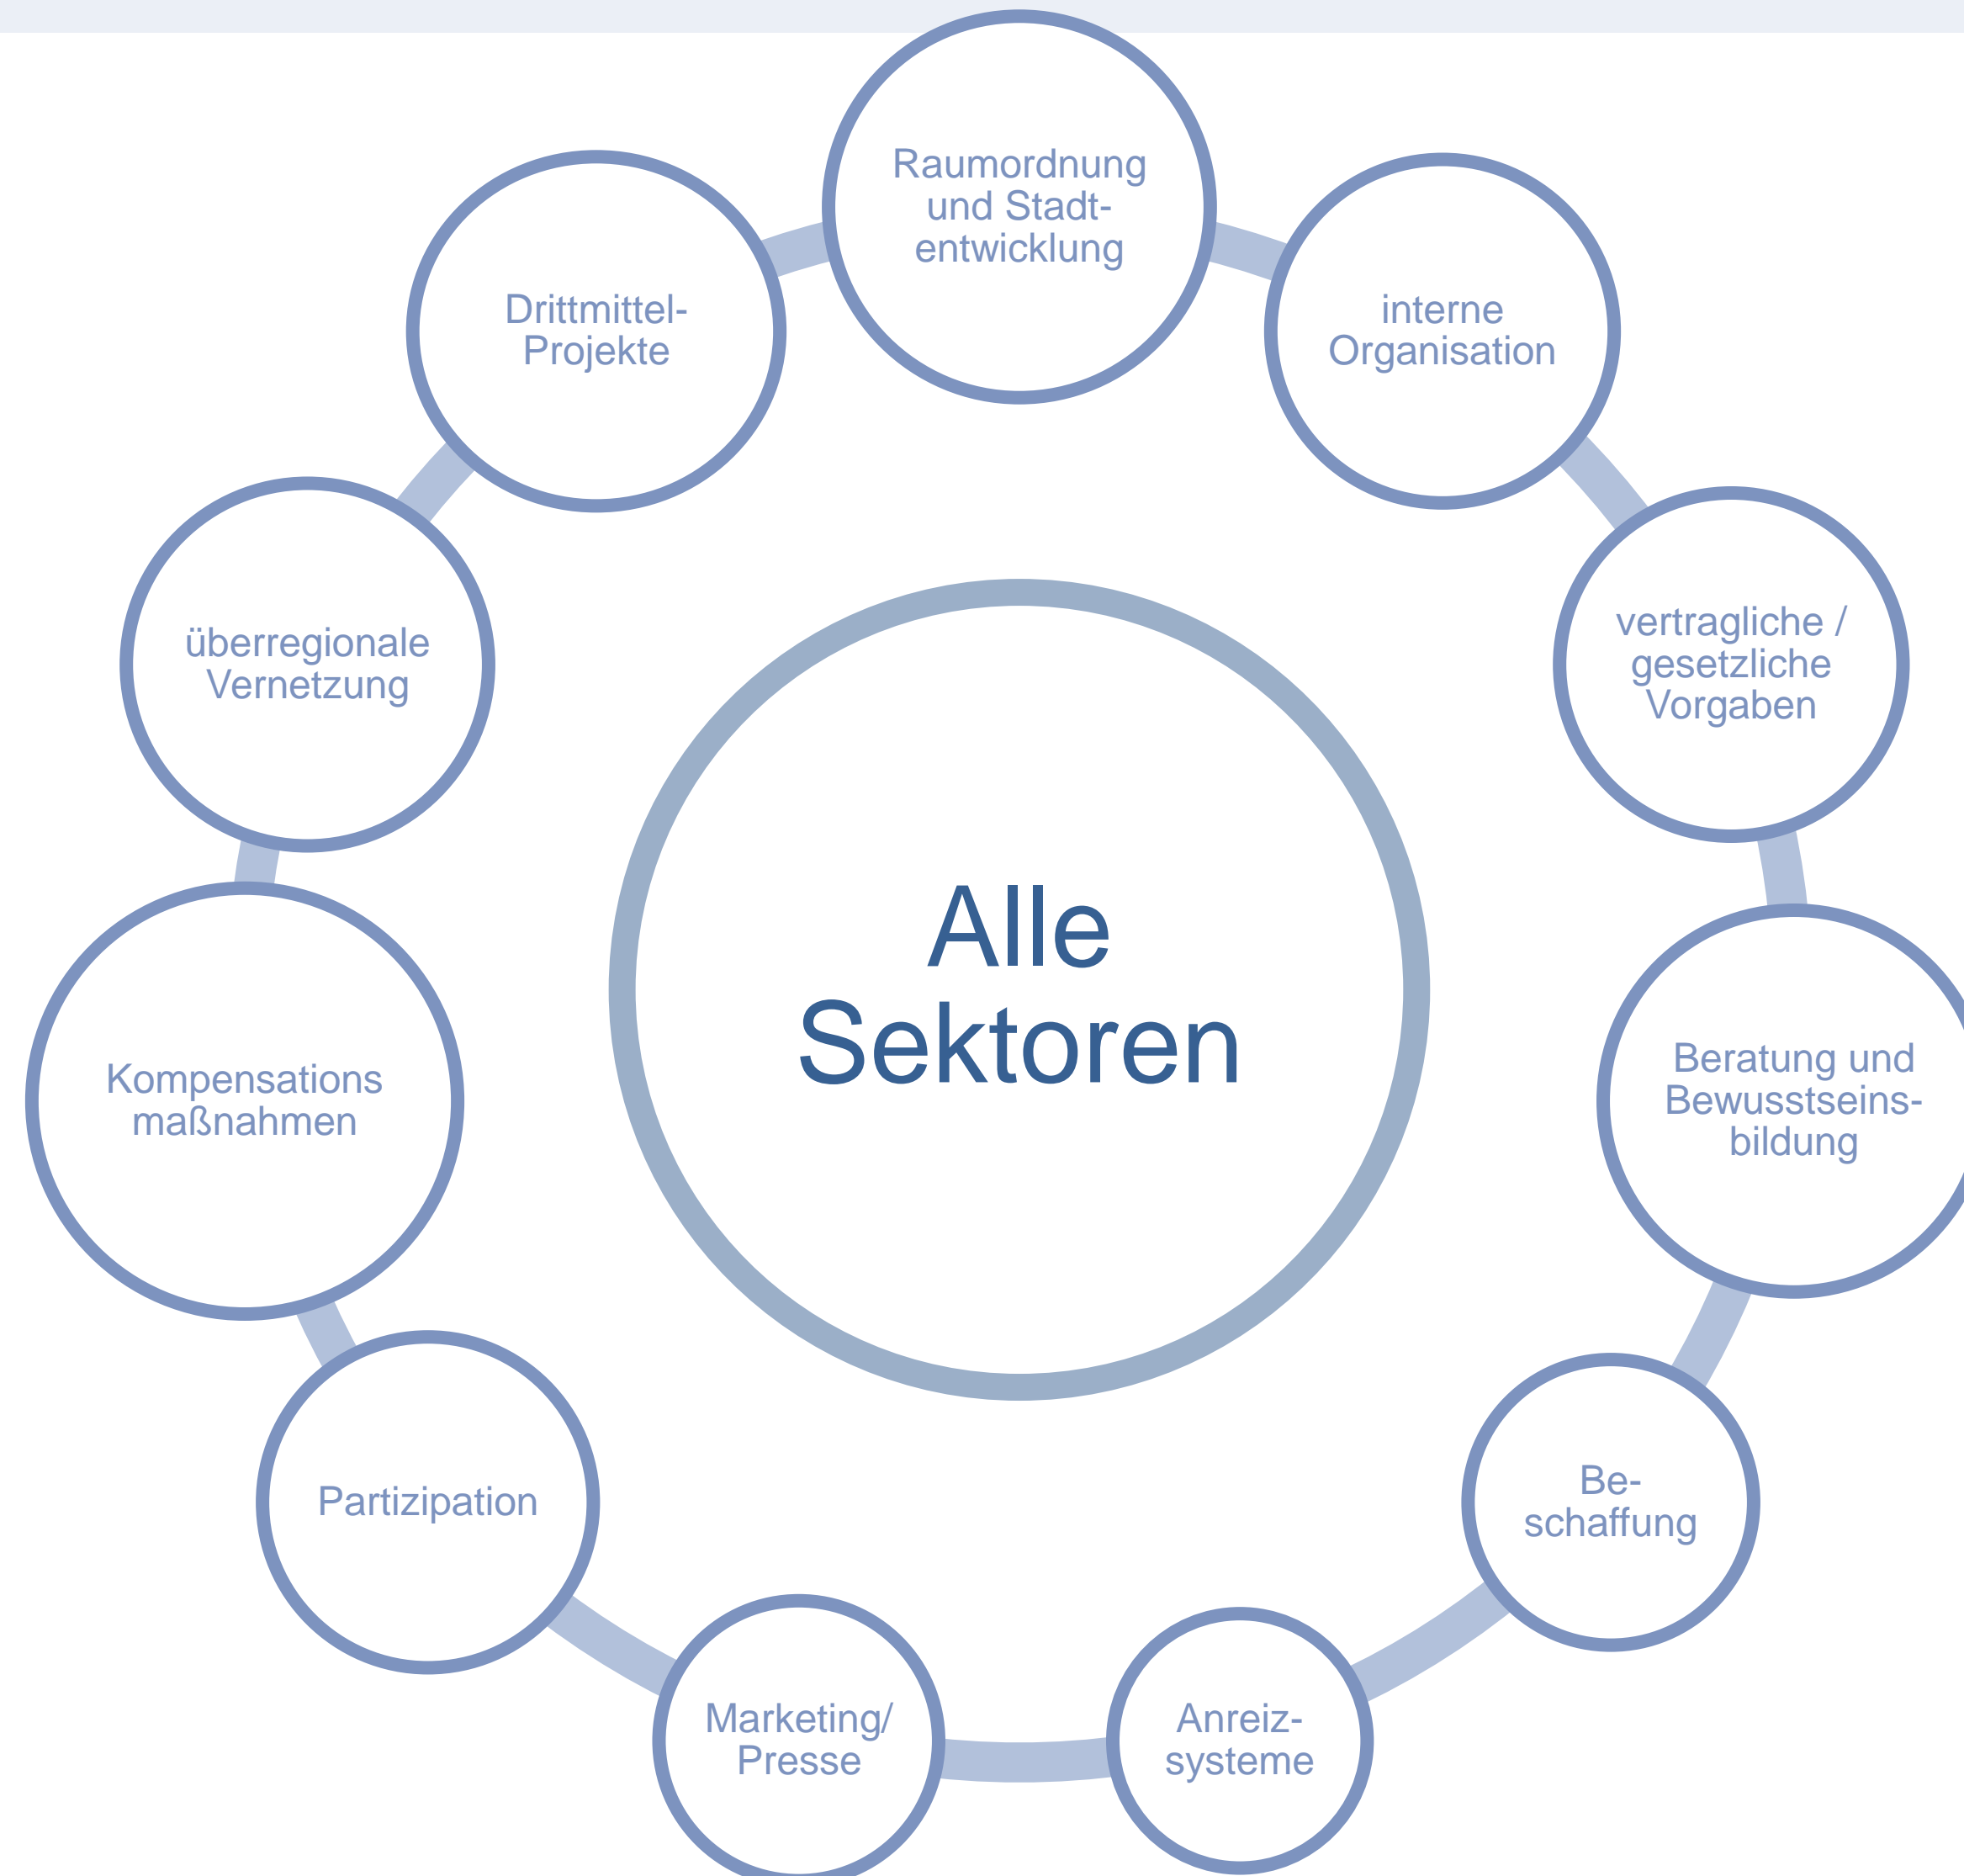 Raumordnung
und Stadt-
entwicklung
interne
Organisation
vertragliche /
gesetzliche
Vorgaben
Beratung und
Bewusstseins-
bildung
Be-
schaffung
Anreiz-
systeme
Marketing/
Presse
Partizipation
Kompensations
maßnahmen
überregionale
Vernetzung
Drittmittel-
Projekte
Alle
Sektoren